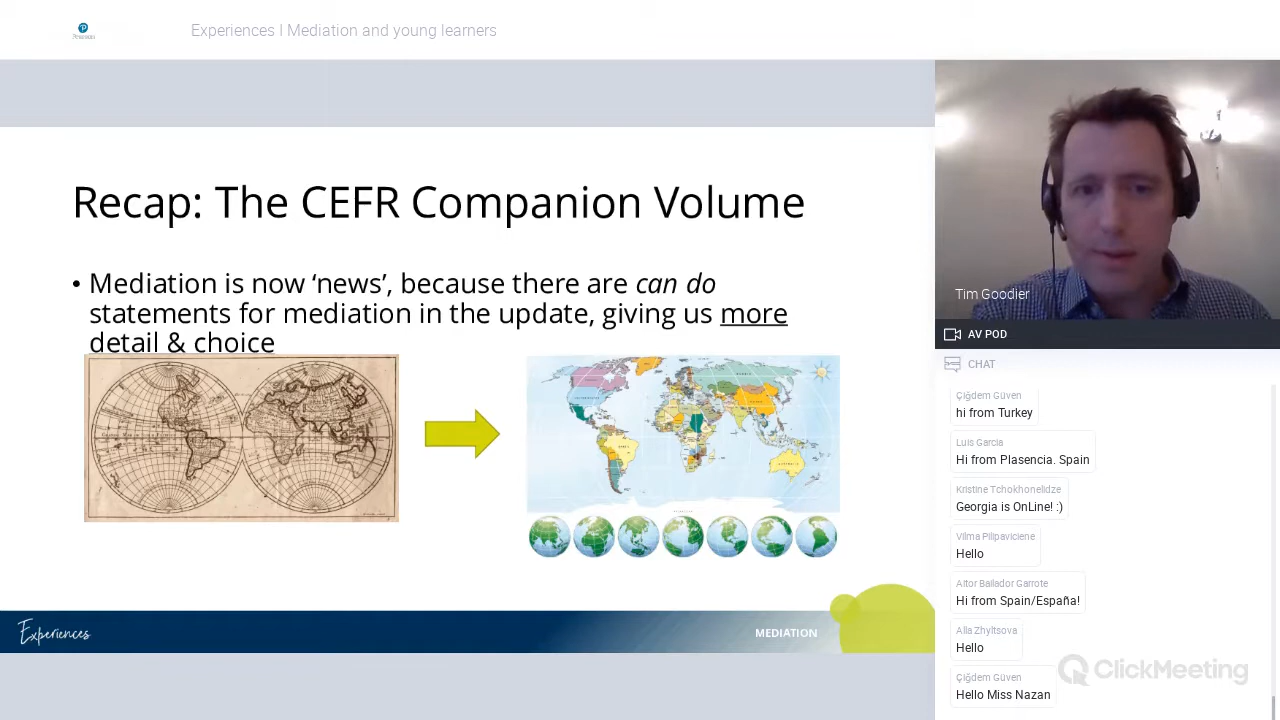 Pearson
Experiences I Mediation and young learners
Recap: The CEFR Companion Volume
• Mediation is now ‘news’, because there are can do
statements for mediation in the update, giving us more
detail & choice
Experiences
MEDIATION
Tim Goodier
AV POD
CHAT
Çiğdem Güven
hi from Turkey
Luis Garcia
Hi from Plasencia. Spain
Kristine Tchokhonelidze
Georgia is OnLine! :)
Vilma Pilipaviciene
Hello
Aitor Bailador Garrote
Hi from Spain/España!
Alla Zhyltsova
Hello
Çiğdem Güven
Hello Miss Nazan
ClickMeeting